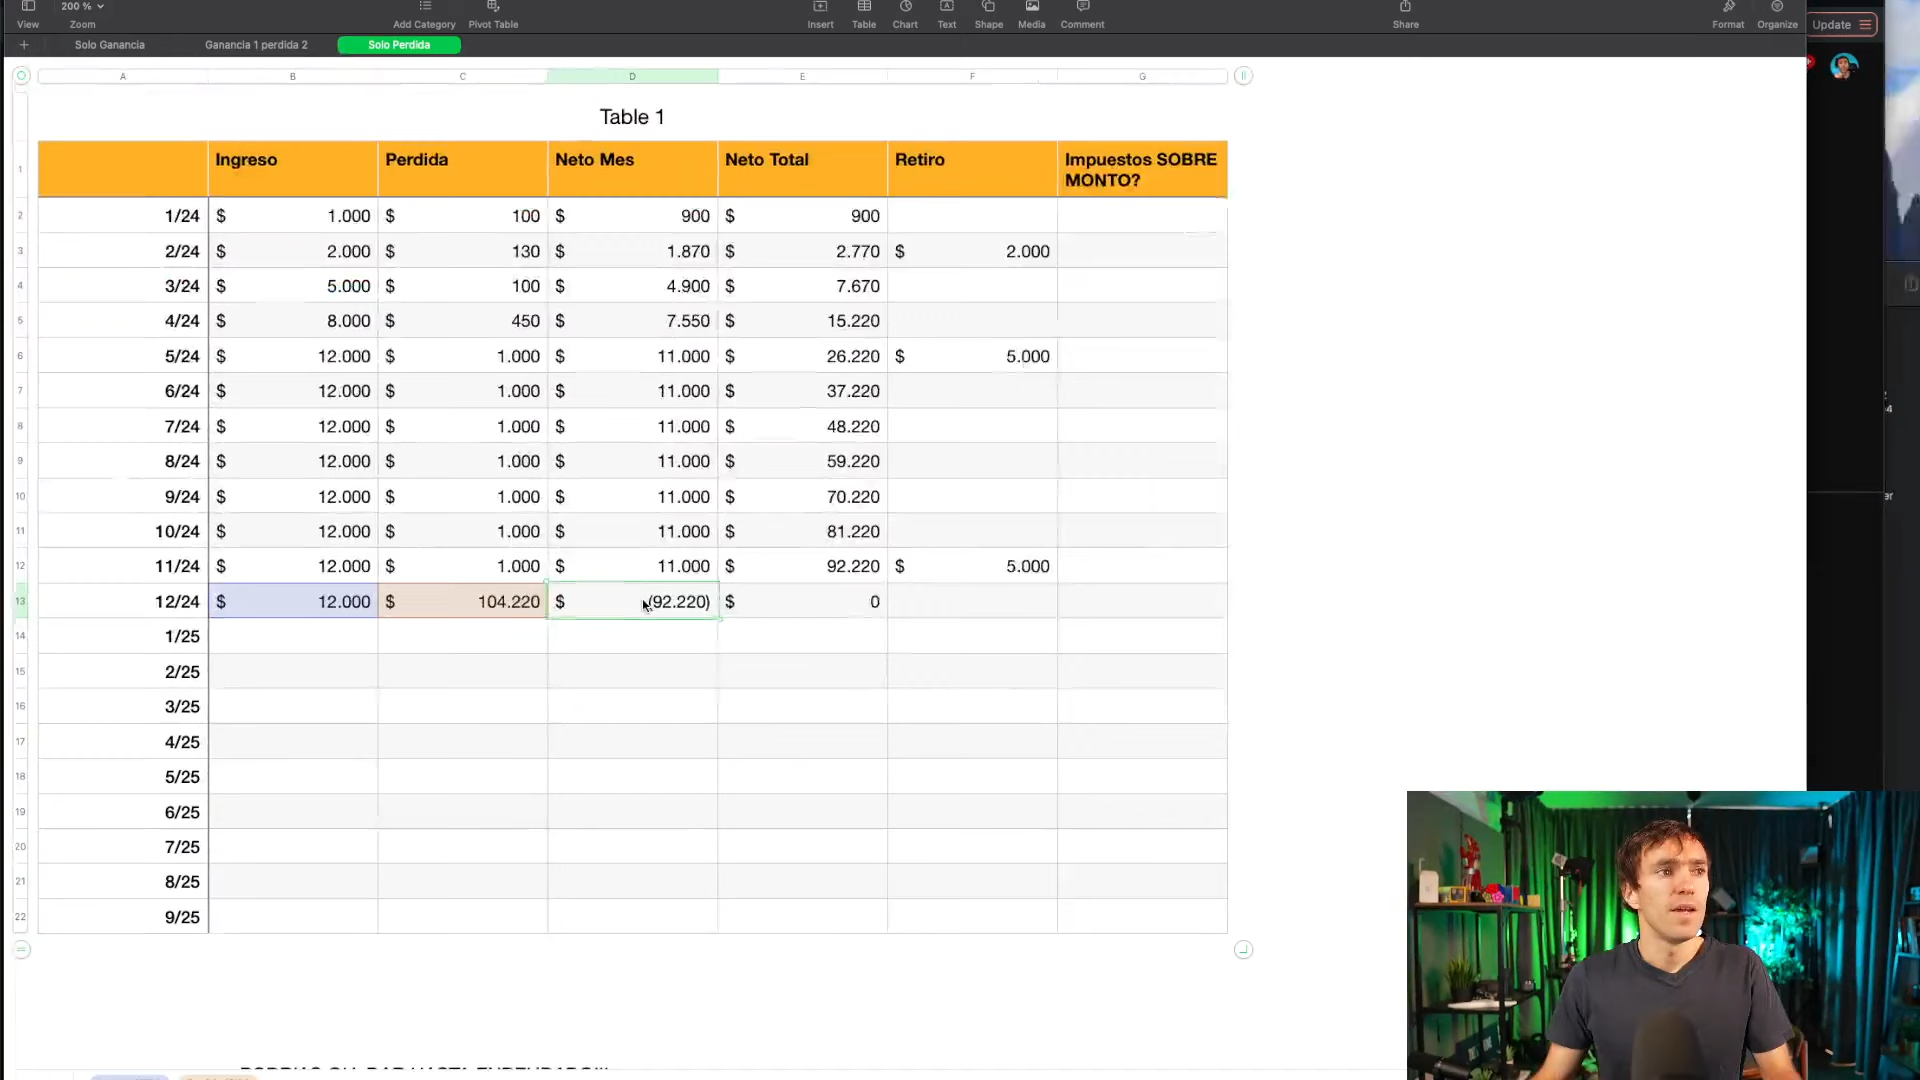 200 %
Update
View
Zoom
Add Category
Pivot Table
Insert
Table
Chart
Text
Shape
Media
Comment
Share
Format
Organize
Solo Ganancia
Ganancia 1 perdida 2
Solo Perdida
A B C D E F G
Table 1
1 Ingreso Perdida Neto Mes Neto Total Retiro Impuestos SOBRE
MONTO?
2 1/24 $ 1.000 $ 100 $ 900 $ 900
3 2/24 $ 2.000 $ 130 $ 1.870 $ 2.770 $ 2.000
4 3/24 $ 5.000 $ 100 $ 4.900 $ 7.670
5 4/24 $ 8.000 $ 450 $ 7.550 $ 15.220
6 5/24 $ 12.000 $ 1.000 $ 11.000 $ 26.220 $ 5.000
7 6/24 $ 12.000 $ 1.000 $ 11.000 $ 37.220
8 7/24 $ 12.000 $ 1.000 $ 11.000 $ 48.220
9 8/24 $ 12.000 $ 1.000 $ 11.000 $ 59.220
10 9/24 $ 12.000 $ 1.000 $ 11.000 $ 70.220
11 10/24 $ 12.000 $ 1.000 $ 11.000 $ 81.220
12 11/24 $ 12.000 $ 1.000 $ 11.000 $ 92.220 $ 5.000
13 12/24 $ 12.000 $ 104.220 $ (92.220) $ 0
14 1/25
15 2/25
16 3/25
17 4/25
18 5/25
19 6/25
20 7/25
21 8/25
22 9/25